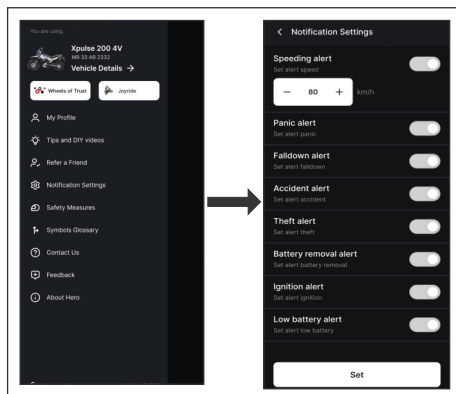 You are using
Xpulse 200 4V
MB 33 AB 2332
Vehicle Details →
Wheels of Trust
Joyride
My Profile
Tips and DIY videos
Refer a Friend
Notification Settings
Safety Measures
Symbols Glossary
Contact Us
Feedback
About Hero
Notification Settings
Speeding alert
Set alert speed
− 80 + km/h
Panic alert
Set alert panic
Falldown alert
Set alert falldown
Accident alert
Set alert accident
Theft alert
Set alert theft
Battery removal alert
Set alert battery removal
Ignition alert
Set alert ignition
Low battery alert
Set alert low battery
Set